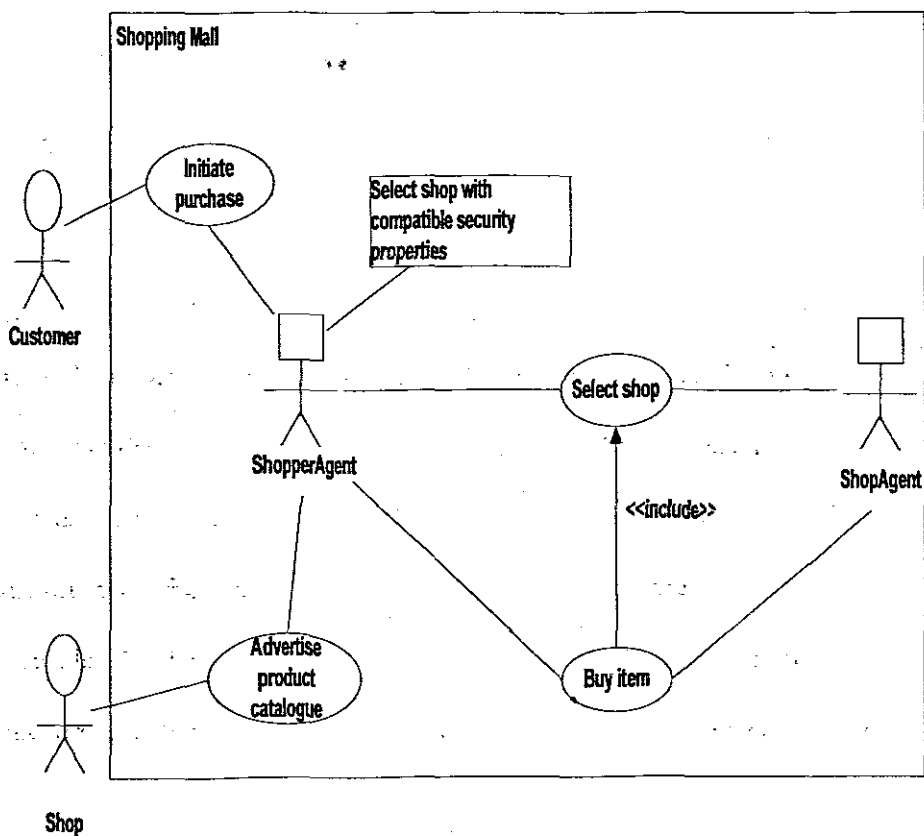 Shopping Mall
Initiate
purchase
Select shop with
compatible security
properties
Customer
Select shop
ShopperAgent
ShopAgent
<<include>>
Advertise
product
catalogue
Buy item
Shop